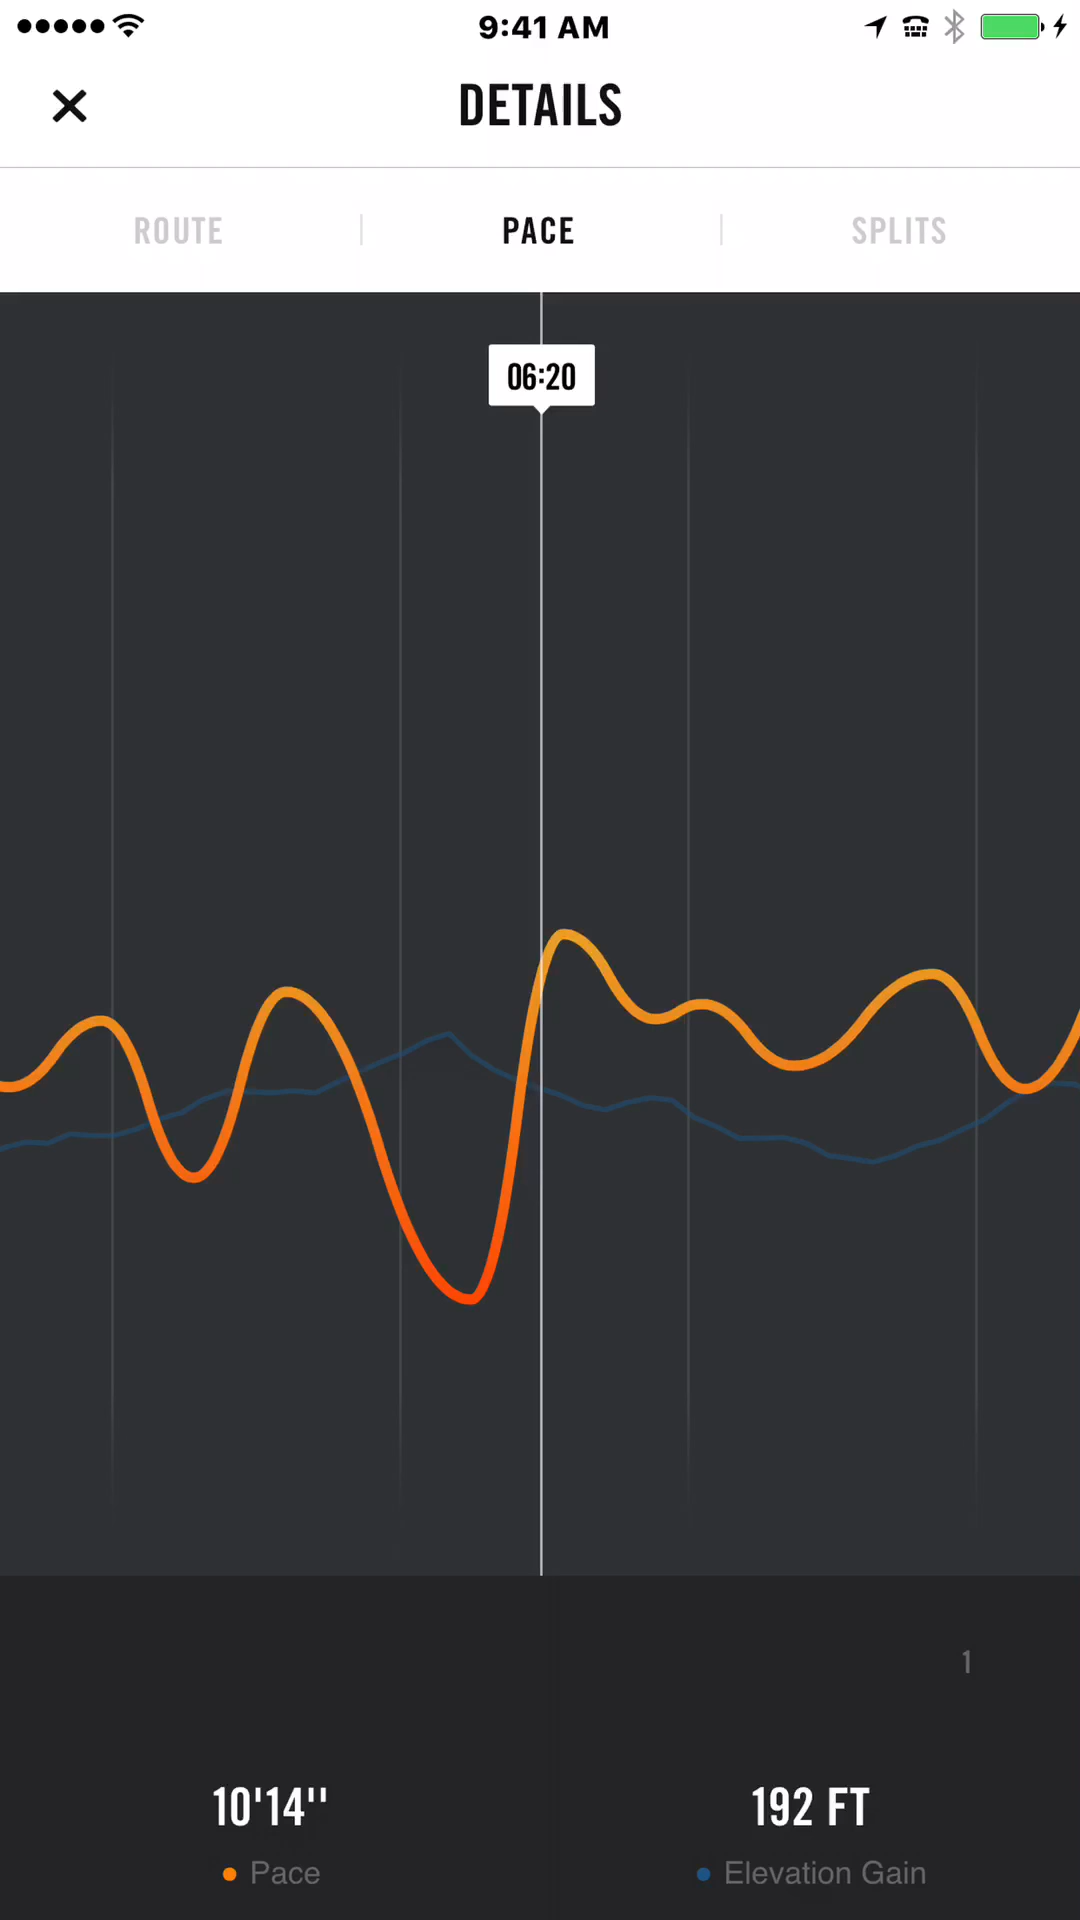 9:41 AM
DETAILS
ROUTE
PACE
SPLITS
06:20
1
10'14''
192 FT
Pace
Elevation Gain